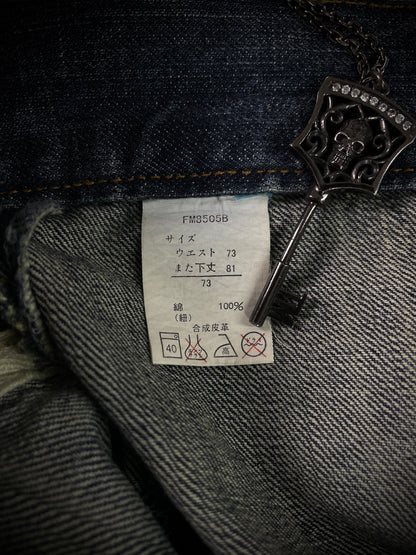 FM8505B
サイズ
ウエスト 73
また下丈 81
73
綿 100%
(紐)
合成皮革
40
高